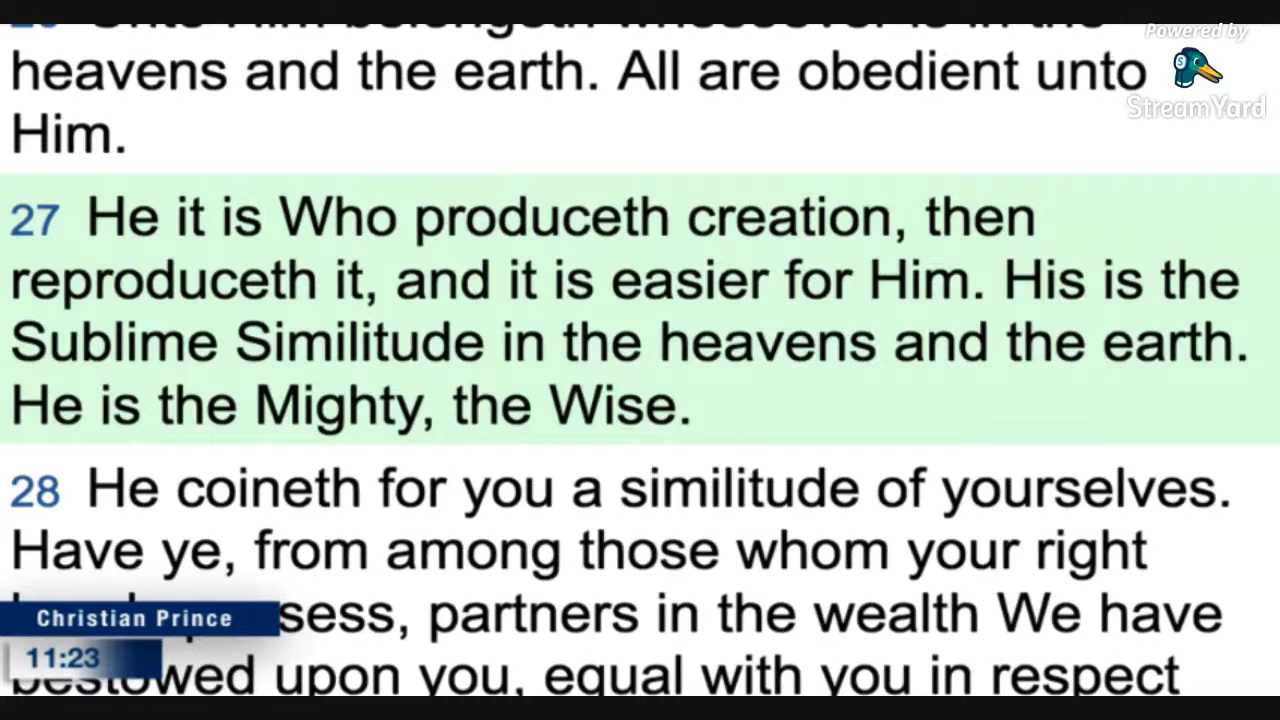 heavens and the earth. All are obedient unto
Him.
27 He it is Who produceth creation, then
reproduceth it, and it is easier for Him. His is the
Sublime Similitude in the heavens and the earth.
He is the Mighty, the Wise.
28 He coineth for you a similitude of yourselves.
Have ye, from among those whom your right
sess, partners in the wealth We have
bestowed upon you, equal with you in respect
Powered by
StreamYard
Christian Prince
11:23